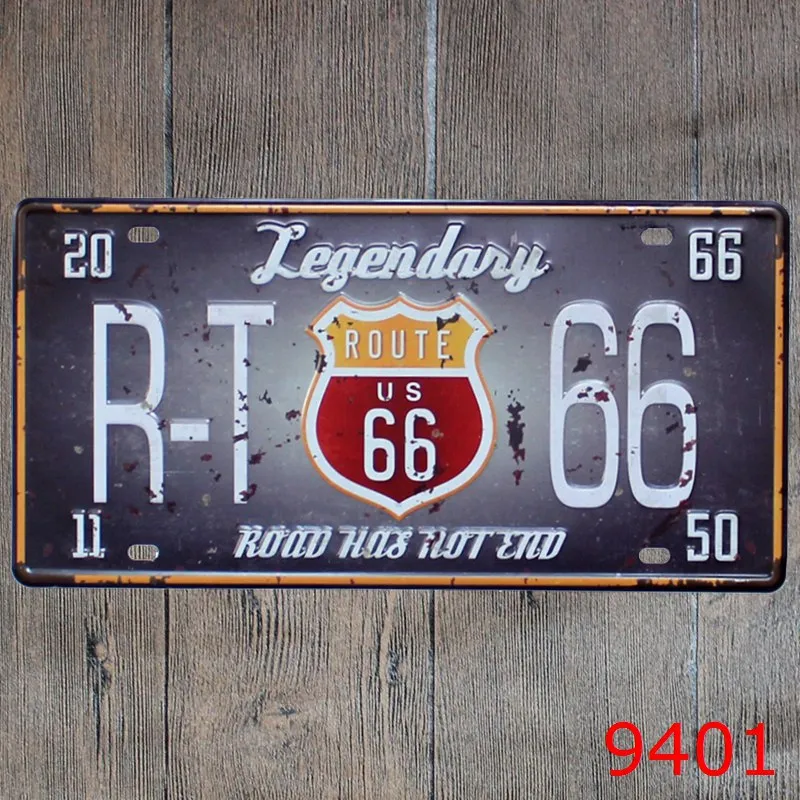 20 Legendary 66
R-T ROUTE US 66 66
11 ROAD HAS NOT END 50
9401